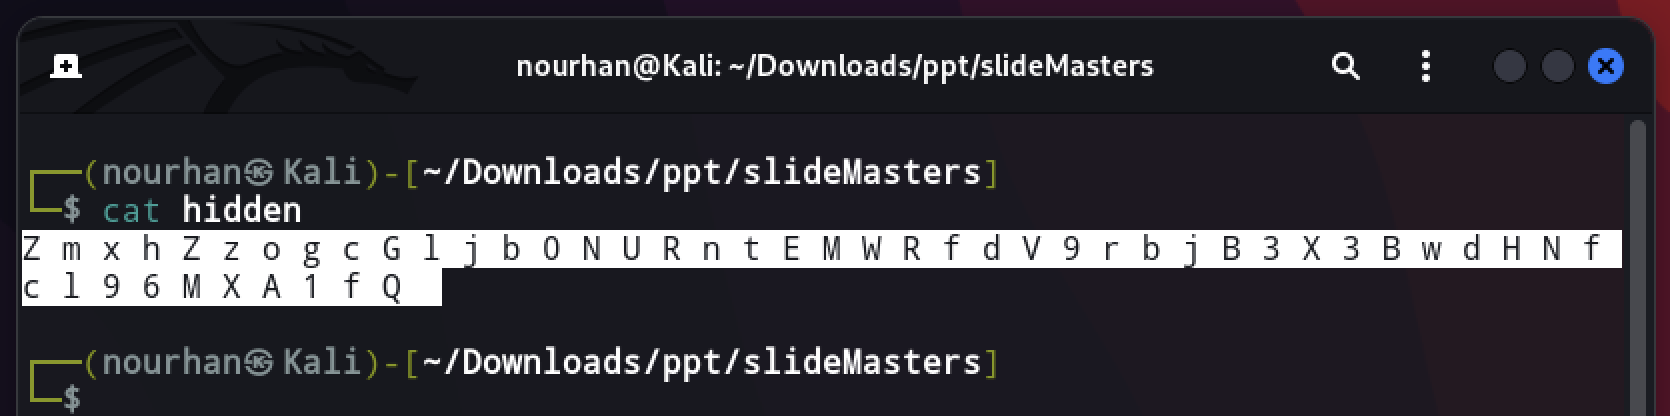 nourhan@Kali: ~/Downloads/ppt/slideMasters
(nourhan㉿Kali)-[~/Downloads/ppt/slideMasters]
$ cat hidden
Z m x h Z z o g c G l j b 0 N U R n t E M W R f d V 9 r b j B 3 X 3 B w d H N f
c l 9 6 M X A 1 f Q
(nourhan㉿Kali)-[~/Downloads/ppt/slideMasters]
$